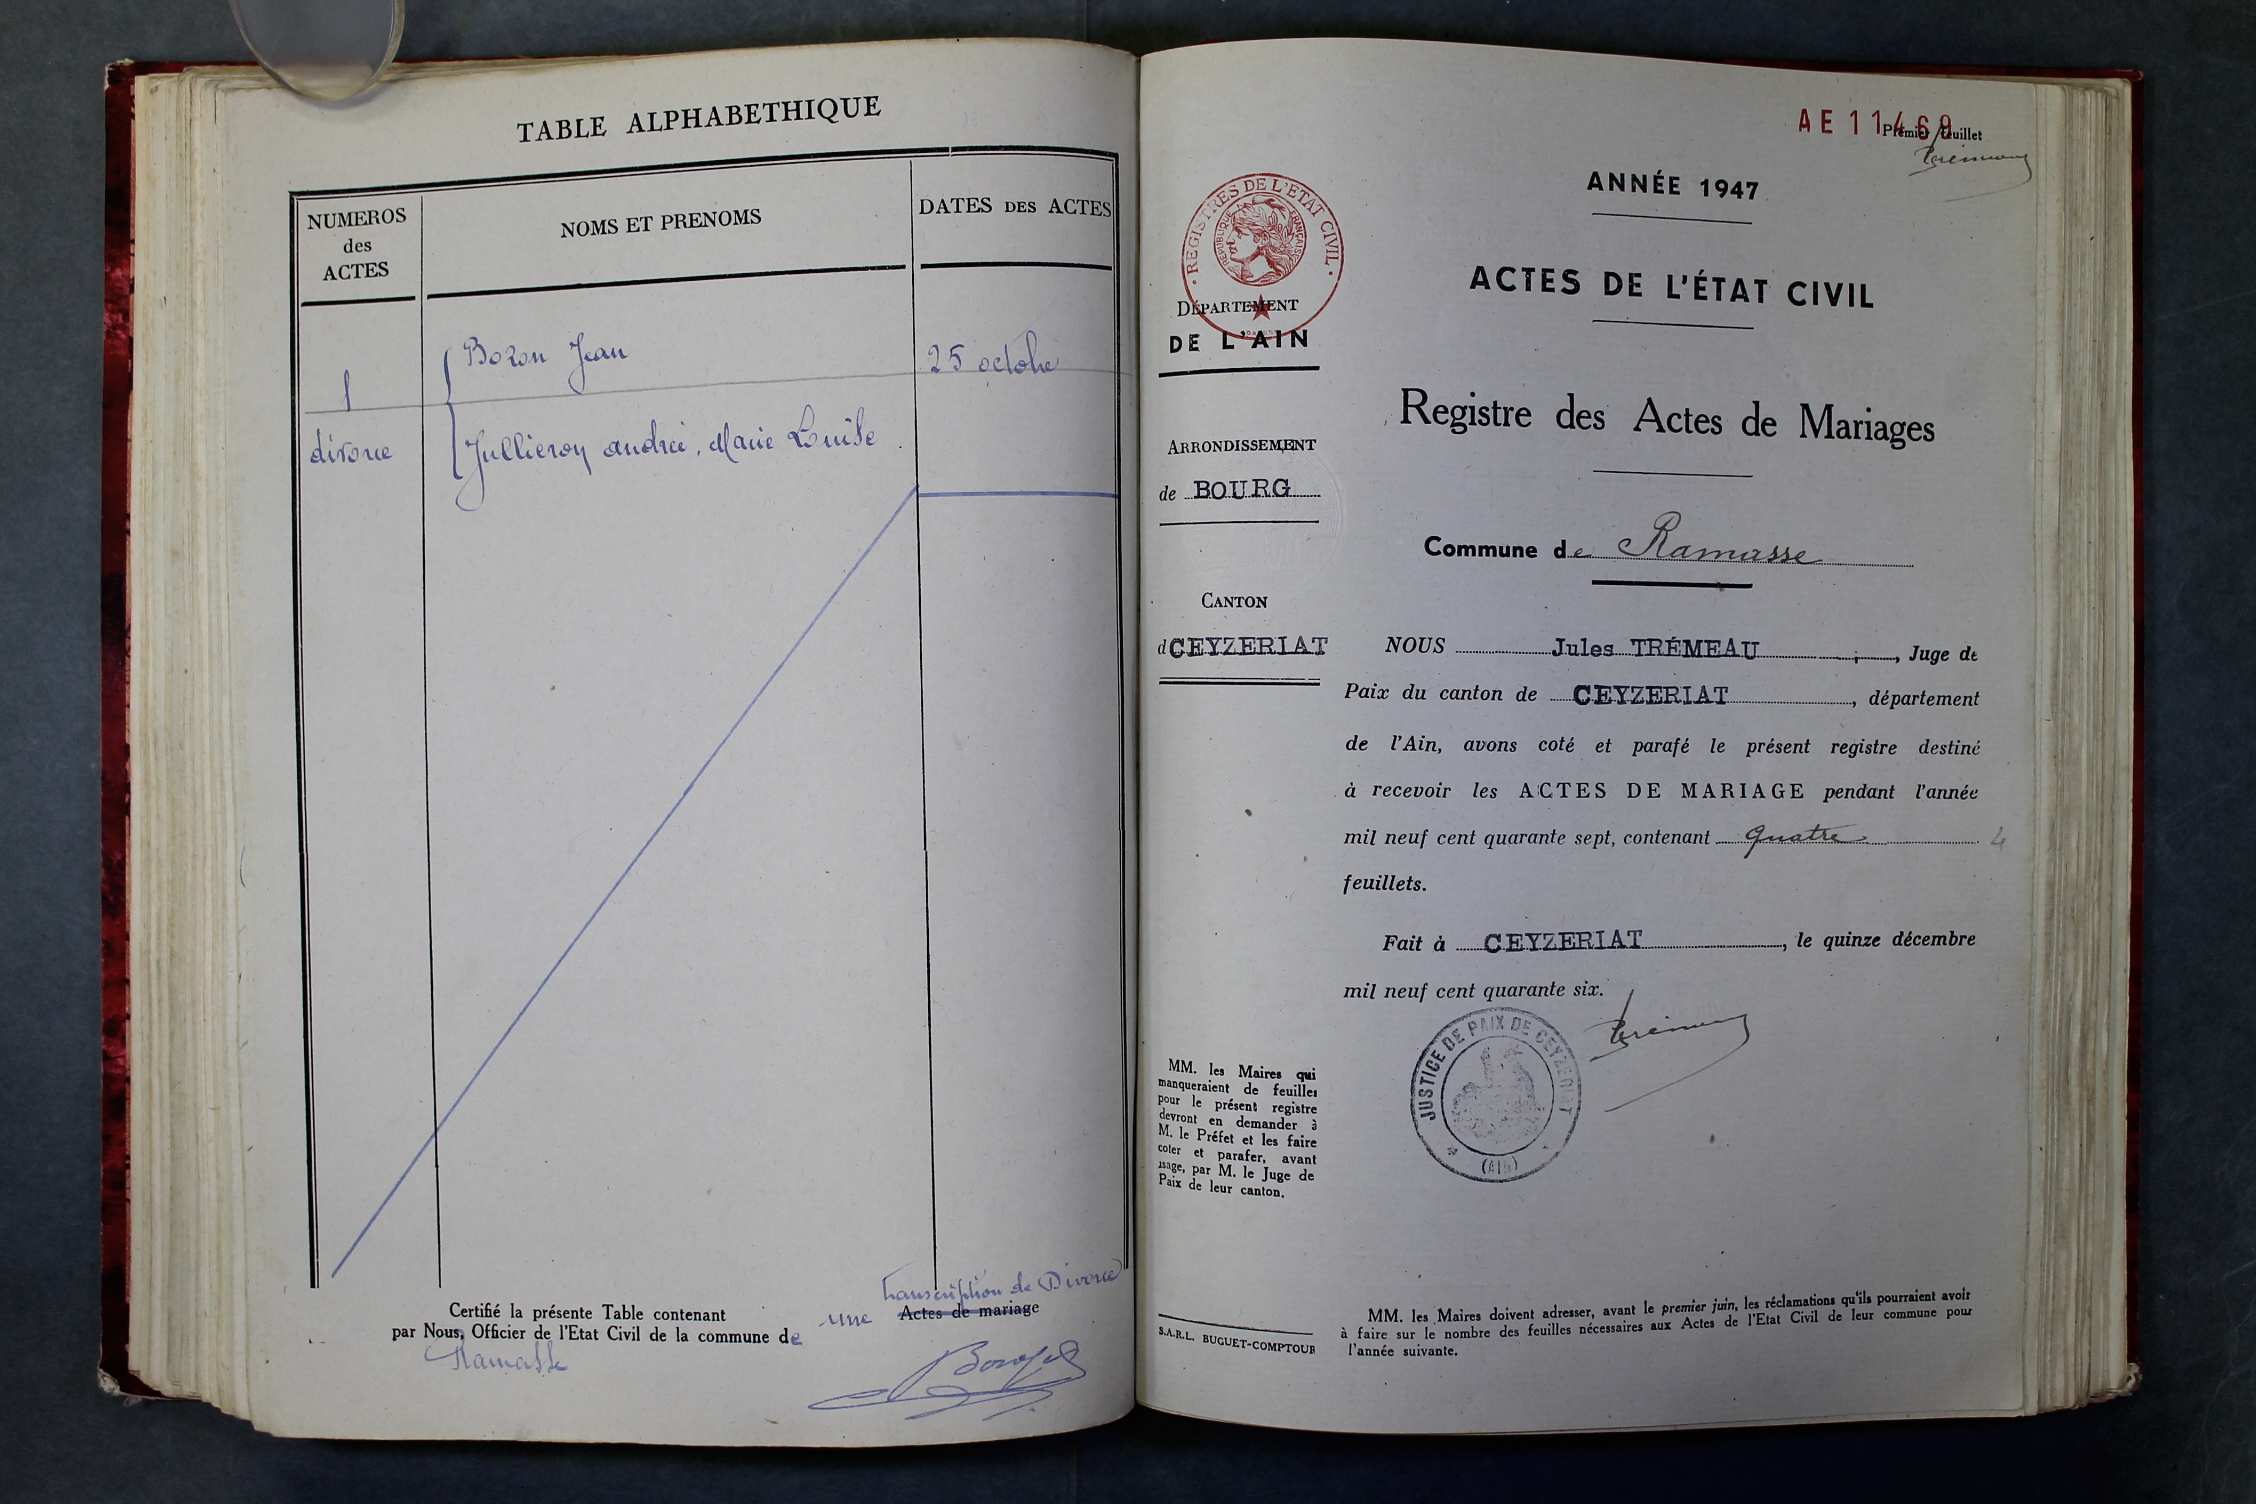 TABLE ALPHABETHIQUE
NUMEROS
des
ACTES
NOMS ET PRENOMS
DATES DES ACTES
1
Bozon Jean
25 octobre
divorce
Jullieron andrée, Marie Louise
transcription de Divorce
Certifié la présente Table contenant une Actes de mariage
par Nous, Officier de l'Etat Civil de la commune de
Ramasse
AE 11469
Premier feuillet
ANNÉE 1947
REGISTRES DE L'ETAT CIVIL
REPUBLIQUE FRANÇAISE
ACTES DE L'ÉTAT CIVIL
DÉPARTEMENT
DE L'AIN
Registre des Actes de Mariages
ARRONDISSEMENT
de BOURG
Commune de Ramasse
CANTON
d CEYZERIAT
NOUS Jules TRÉMEAU, Juge de
Paix du canton de CEYZERIAT, département
de l'Ain, avons coté et parafé le présent registre destiné
à recevoir les ACTES DE MARIAGE pendant l'année
mil neuf cent quarante sept, contenant quatre 4
feuillets.
Fait à CEYZERIAT, le quinze décembre
mil neuf cent quarante six.
JUSTICE DE PAIX DE CEYZERIAT
(AIN)
MM. les Maires qui
manqueraient de feuilles
pour le présent registre
devront en demander à
M. le Préfet et les faire
coter et parafer, avant
usage, par M. le Juge de
Paix de leur canton.
S.A.R.L. BUGUET-COMPTOUR
MM. les Maires doivent adresser, avant le premier juin, les réclamations qu'ils pourraient avoir
à faire sur le nombre des feuilles nécessaires aux Actes de l'Etat Civil de leur commune pour
l'année suivante.